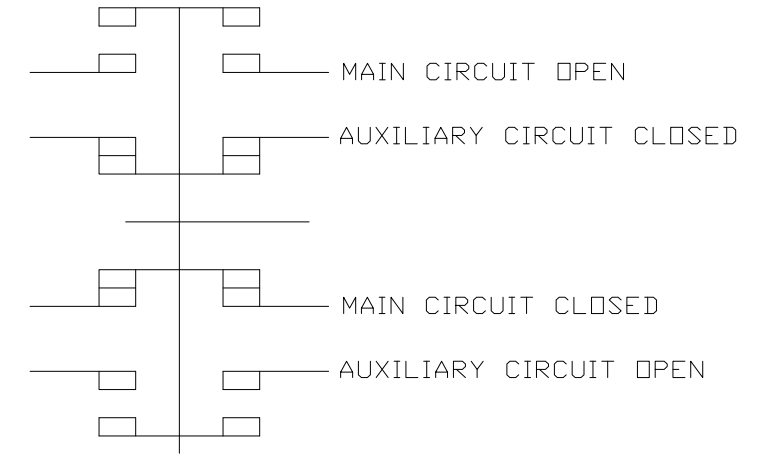 MAIN CIRCUIT OPEN
AUXILIARY CIRCUIT CLOSED
MAIN CIRCUIT CLOSED
AUXILIARY CIRCUIT OPEN